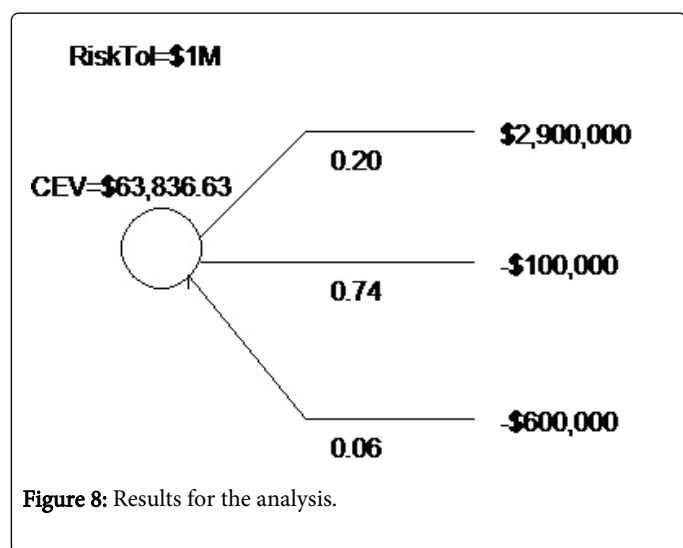 RiskTol=$1M
$2,900,000
0.20
CEV=$63,836.63
-$100,000
0.74
-$600,000
0.06
Figure 8: Results for the analysis.